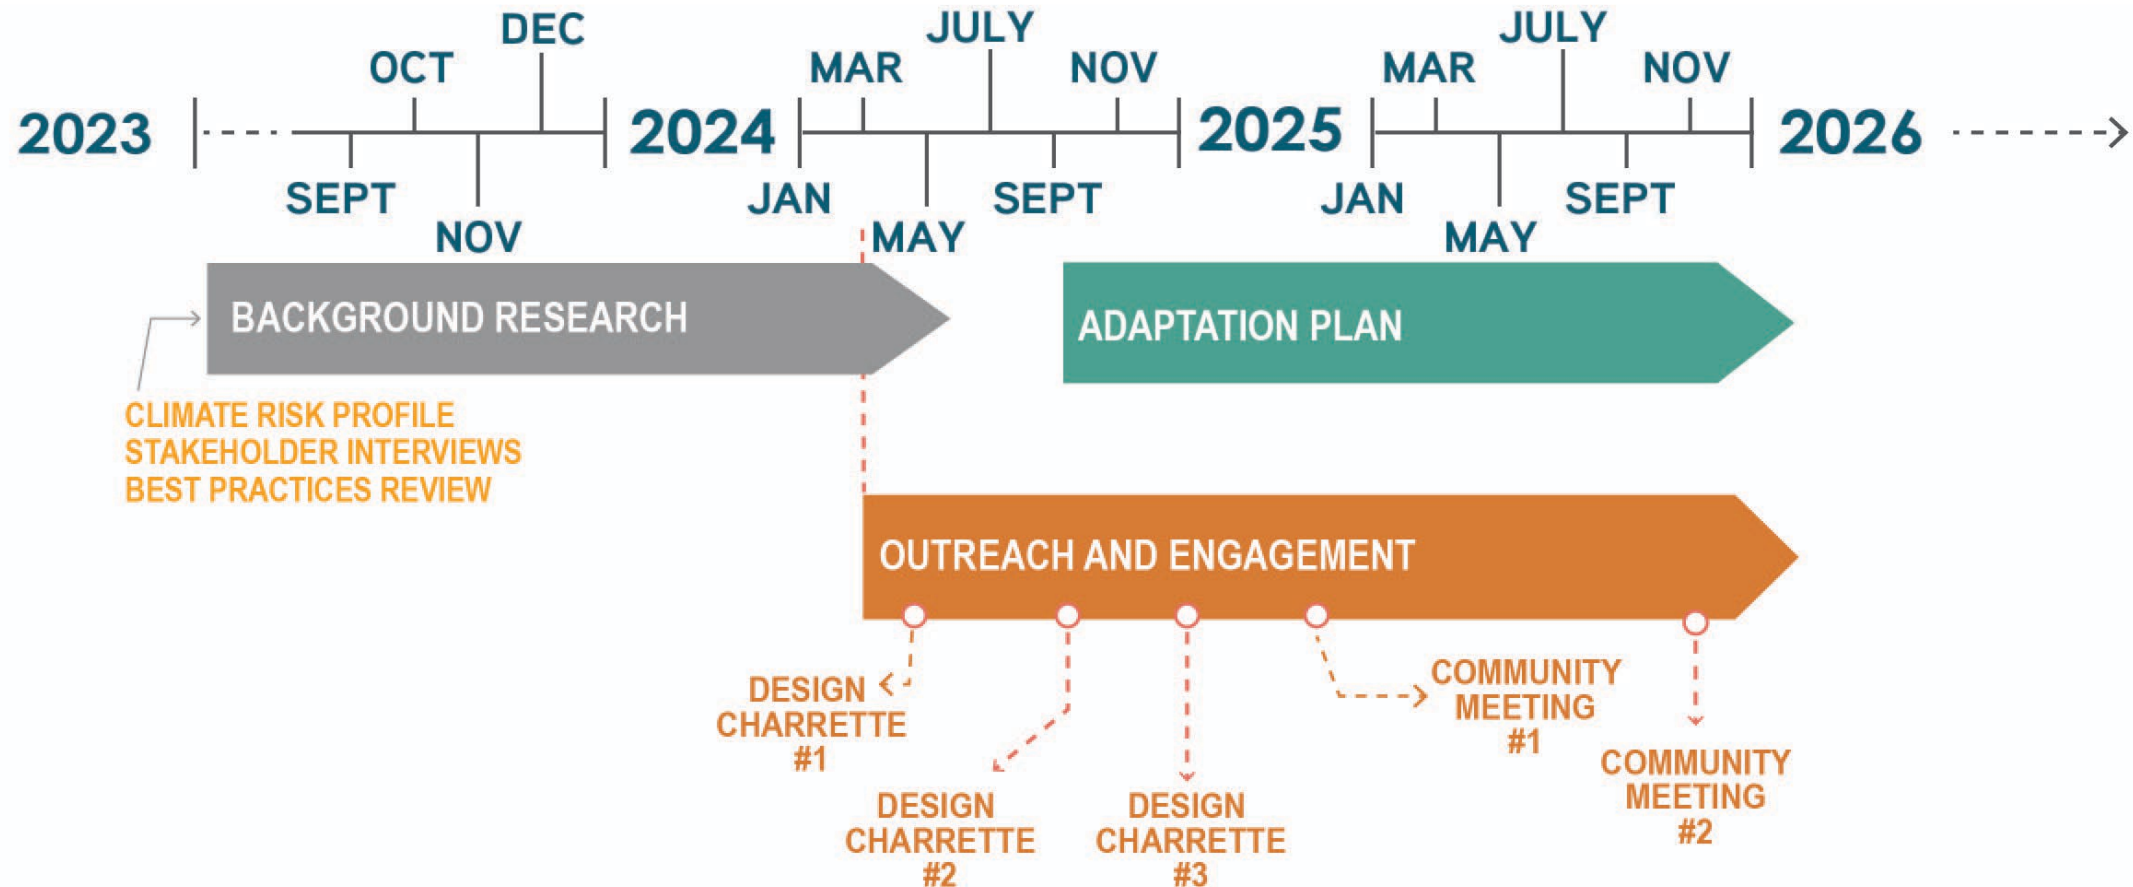 DEC
JULY
JULY
OCT
MAR
NOV
MAR
NOV
2023
2024
2025
2026
SEPT
JAN
SEPT
JAN
SEPT
NOV
MAY
MAY
BACKGROUND RESEARCH
ADAPTATION PLAN
CLIMATE RISK PROFILE
STAKEHOLDER INTERVIEWS
BEST PRACTICES REVIEW
OUTREACH AND ENGAGEMENT
DESIGN
CHARRETTE
#1
DESIGN
CHARRETTE
#2
DESIGN
CHARRETTE
#3
COMMUNITY
MEETING
#1
COMMUNITY
MEETING
#2